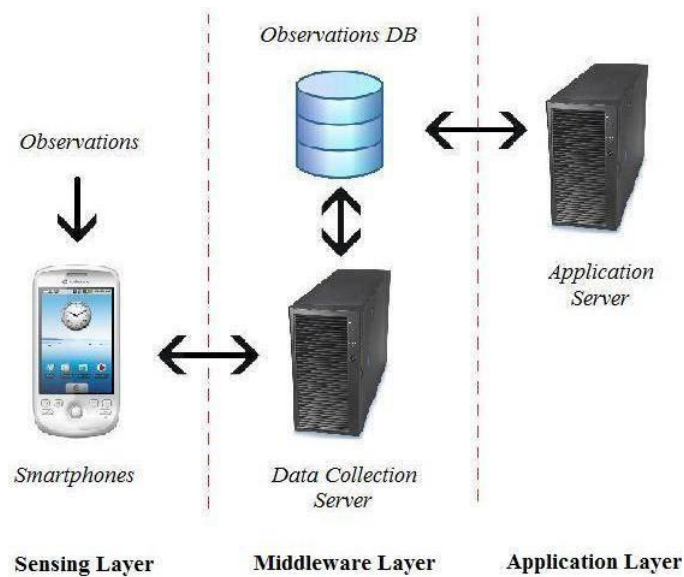 Observations DB
Observations
Application
Server
Smartphones
Data Collection
Server
Sensing Layer
Middleware Layer
Application Layer